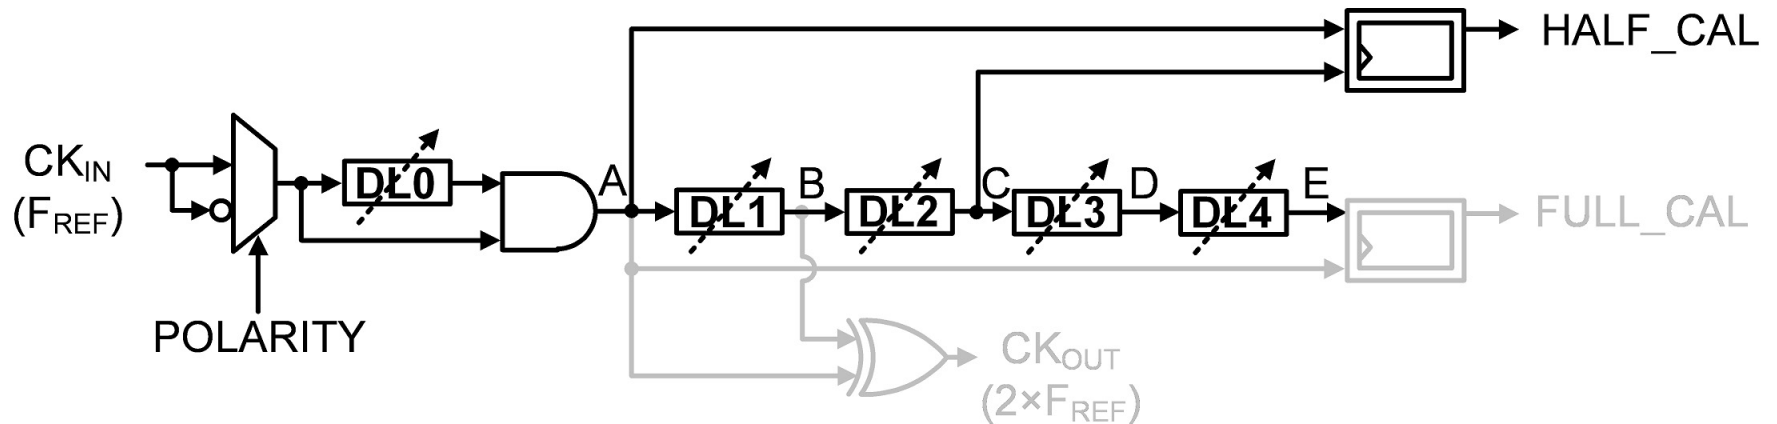 HALF_CAL
CKIN
(FREF)
DL0
A
DL1
B
DL2
C
DL3
D
DL4
E
FULL_CAL
POLARITY
CKOUT
(2×FREF)